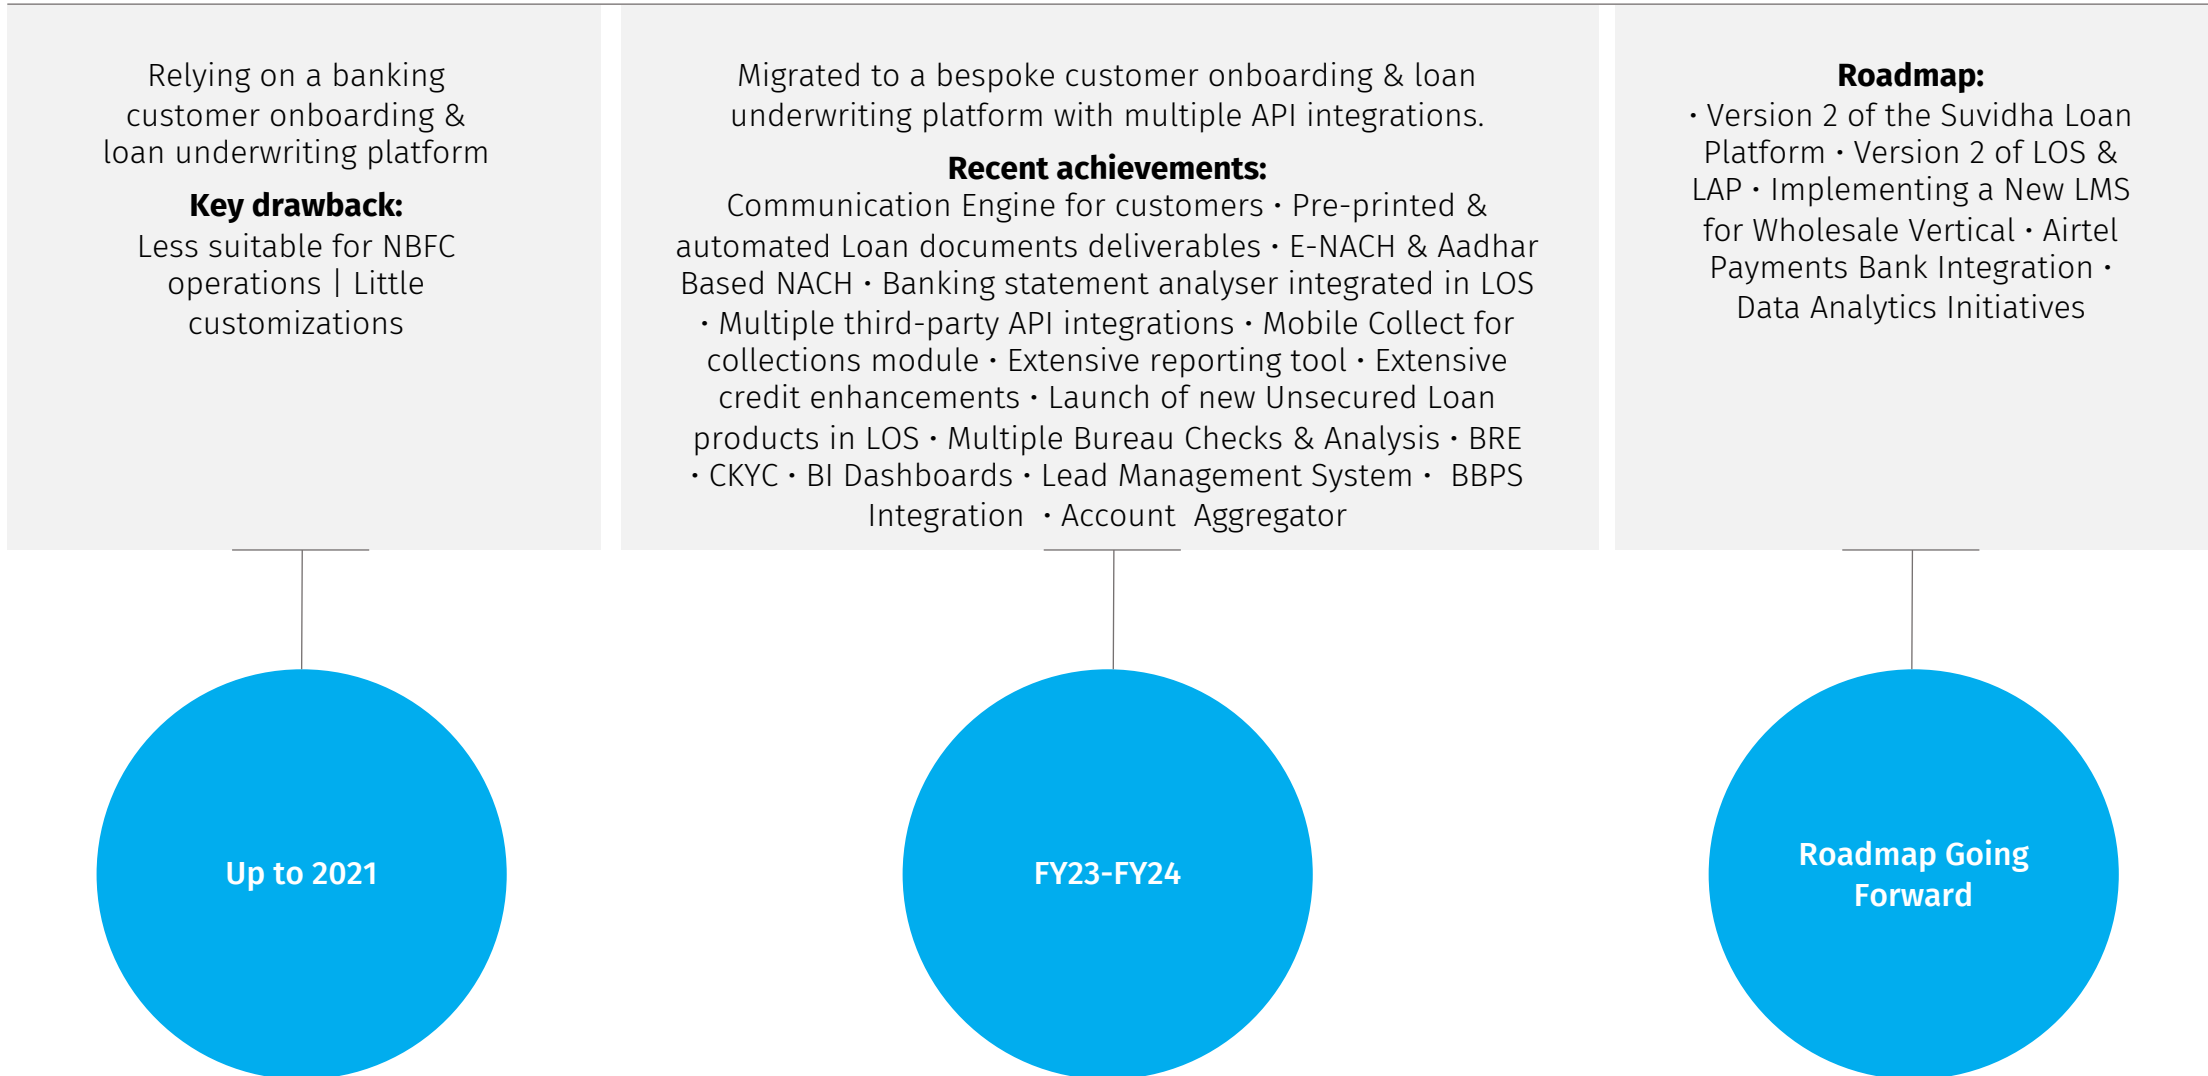 Relying on a banking
customer onboarding &
loan underwriting platform
Key drawback:
Less suitable for NBFC
operations | Little
customizations
Migrated to a bespoke customer onboarding & loan
underwriting platform with multiple API integrations.
Recent achievements:
Communication Engine for customers · Pre-printed &
automated Loan documents deliverables · E-NACH & Aadhar
Based NACH · Banking statement analyser integrated in LOS
· Multiple third-party API integrations · Mobile Collect for
collections module · Extensive reporting tool · Extensive
credit enhancements · Launch of new Unsecured Loan
products in LOS · Multiple Bureau Checks & Analysis · BRE
· CKYC · BI Dashboards · Lead Management System · BBPS
Integration · Account Aggregator
Roadmap:
· Version 2 of the Suvidha Loan
Platform · Version 2 of LOS &
LAP · Implementing a New LMS
for Wholesale Vertical · Airtel
Payments Bank Integration ·
Data Analytics Initiatives
Up to 2021
FY23-FY24
Roadmap Going
Forward